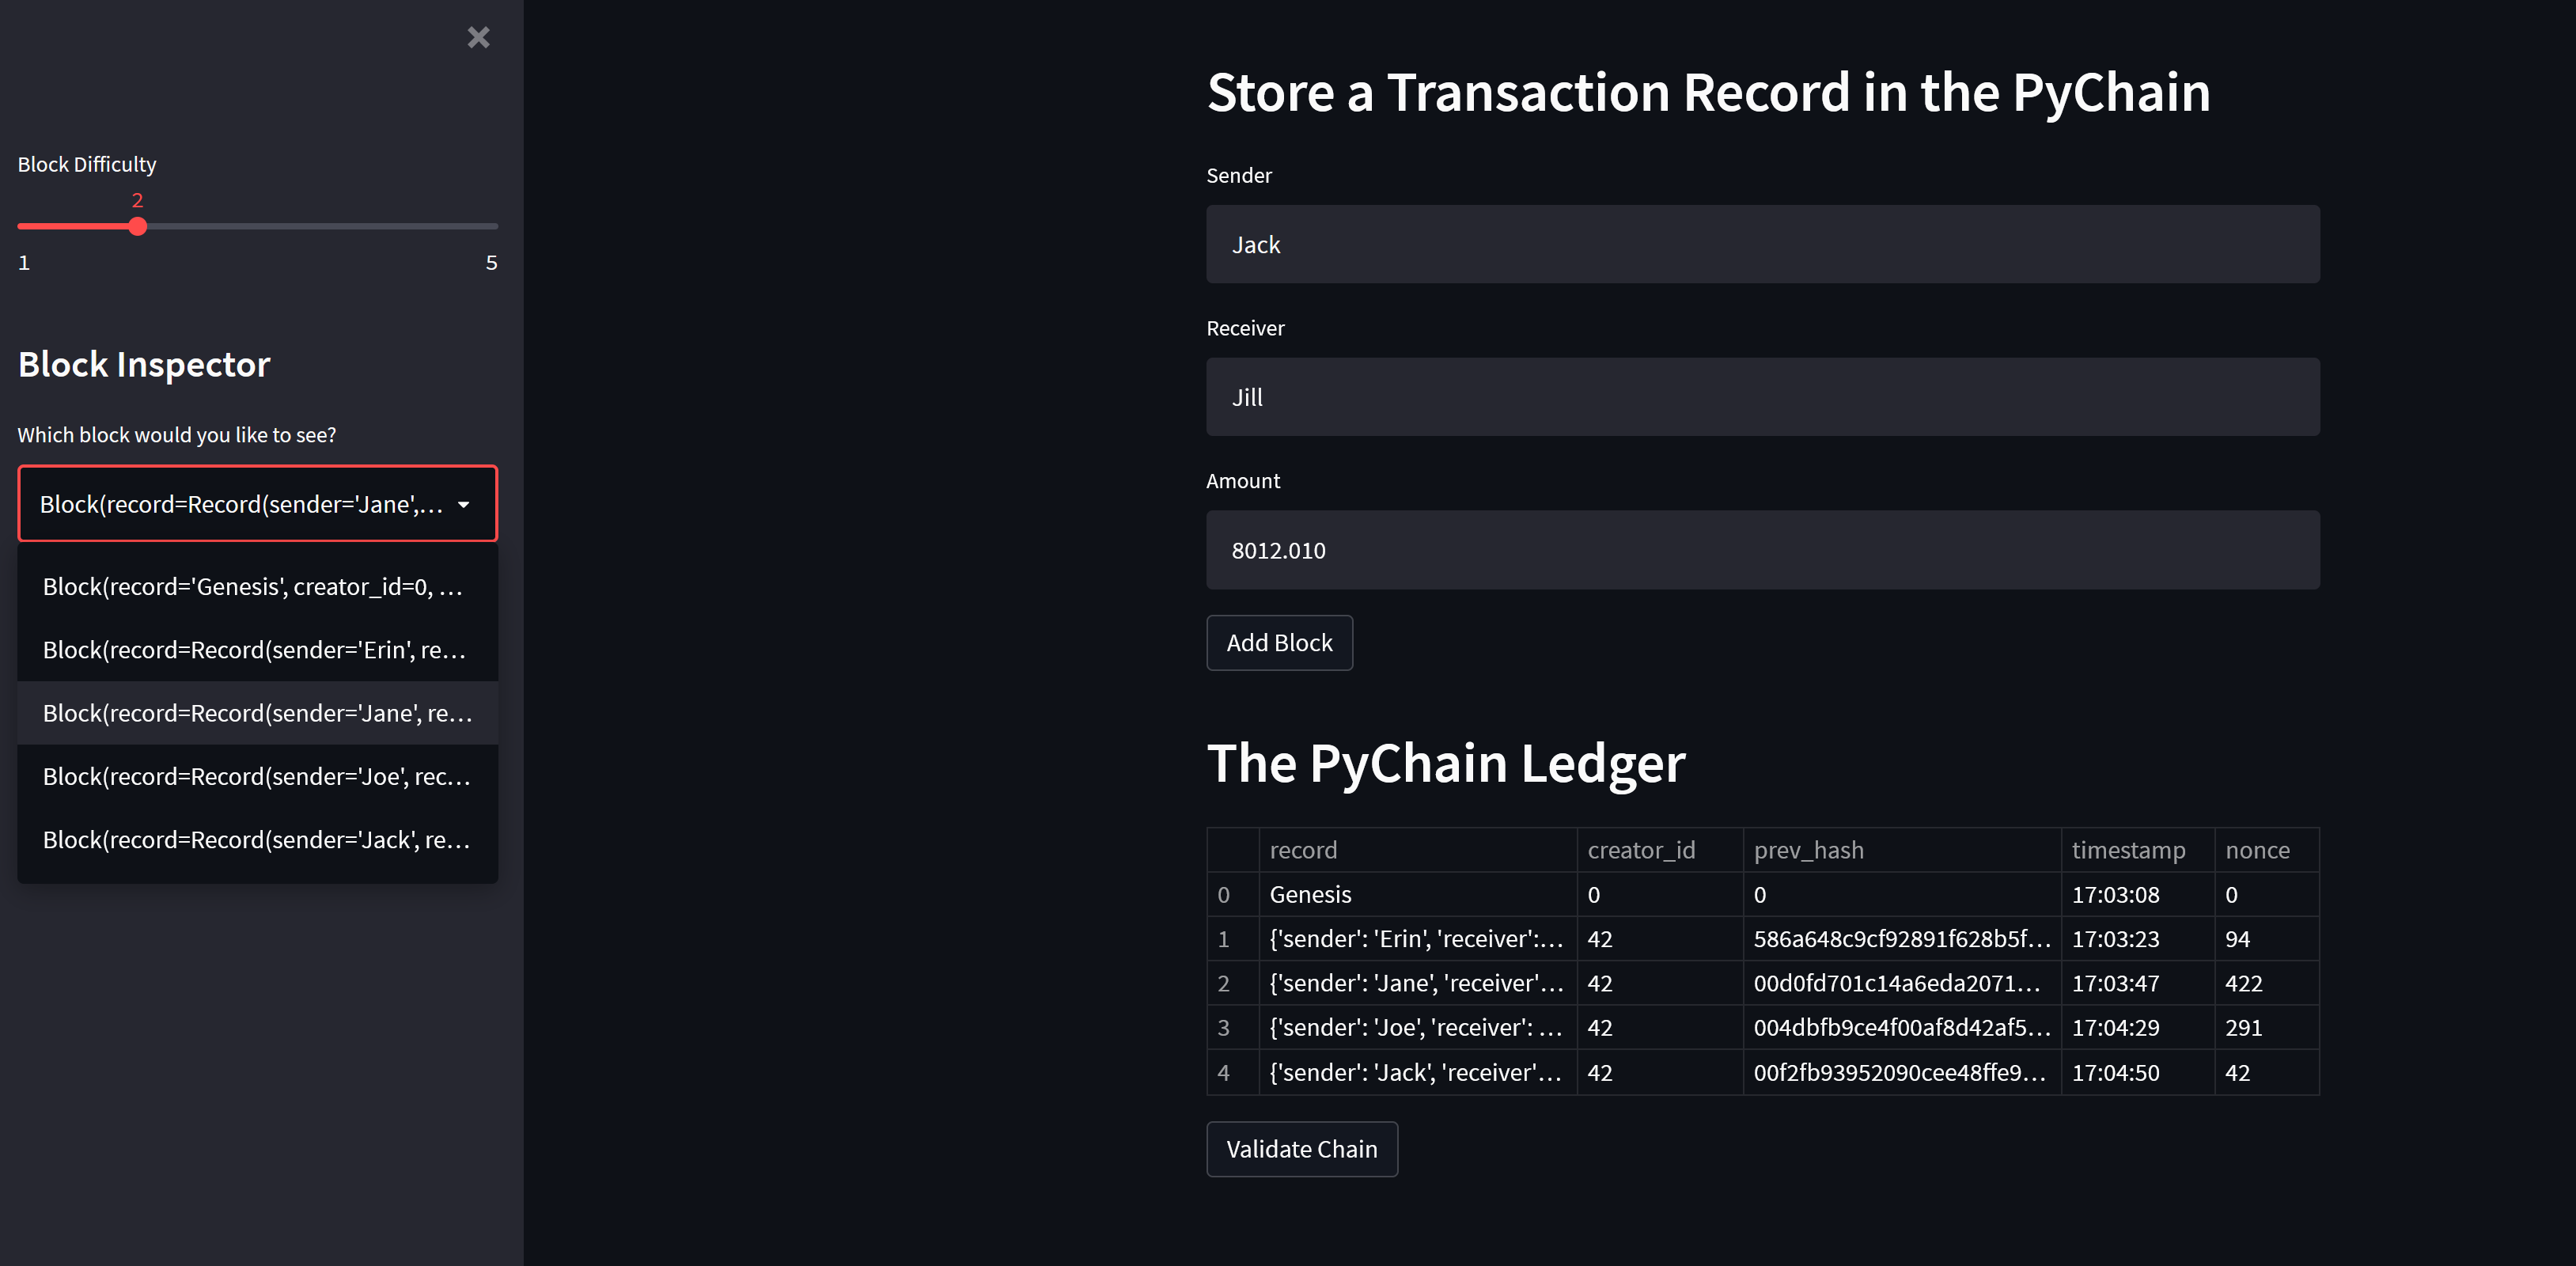 Block Difficulty
2
1 5
Block Inspector
Which block would you like to see?
Block(record=Record(sender='Jane',...
Block(record='Genesis', creator_id=0, ...
Block(record=Record(sender='Erin', re...
Block(record=Record(sender='Jane', re...
Block(record=Record(sender='Joe', rec...
Block(record=Record(sender='Jack', re...
Store a Transaction Record in the PyChain
Sender
Jack
Receiver
Jill
Amount
8012.010
Add Block
The PyChain Ledger
record creator_id prev_hash timestamp nonce
0 Genesis 0 0 17:03:08 0
1 {'sender': 'Erin', 'receiver':... 42 586a648c9cf92891f628b5f... 17:03:23 94
2 {'sender': 'Jane', 'receiver'... 42 00d0fd701c14a6eda2071... 17:03:47 422
3 {'sender': 'Joe', 'receiver': ... 42 004dbfb9ce4f00af8d42af5... 17:04:29 291
4 {'sender': 'Jack', 'receiver'... 42 00f2fb93952090cee48ffe9... 17:04:50 42
Validate Chain